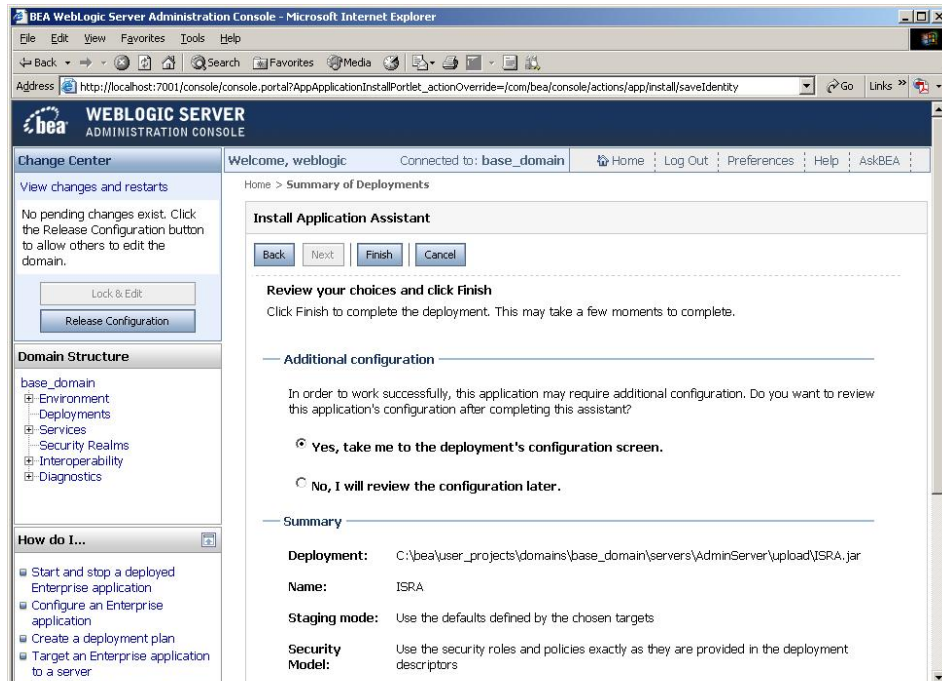 BEA WebLogic Server Administration Console - Microsoft Internet Explorer
File Edit View Favorites Tools Help
Back Search Favorites Media
Address http://localhost:7001/console/console.portal?AppApplicationInstallPortlet_actionOverride=/com/bea/console/actions/app/install/saveIdentity Go Links »
bea WEBLOGIC SERVER
ADMINISTRATION CONSOLE
Change Center
View changes and restarts
No pending changes exist. Click
the Release Configuration button
to allow others to edit the
domain.
Lock & Edit
Release Configuration
Domain Structure
base_domain
Environment
Deployments
Services
Security Realms
Interoperability
Diagnostics
How do I...
Start and stop a deployed
Enterprise application
Configure an Enterprise
application
Create a deployment plan
Target an Enterprise application
to a server
Welcome, weblogic Connected to: base_domain Home Log Out Preferences Help AskBEA
Home > Summary of Deployments
Install Application Assistant
Back Next Finish Cancel
Review your choices and click Finish
Click Finish to complete the deployment. This may take a few moments to complete.
Additional configuration
In order to work successfully, this application may require additional configuration. Do you want to review
this application's configuration after completing this assistant?
Yes, take me to the deployment's configuration screen.
No, I will review the configuration later.
Summary
Deployment: C:\bea\user_projects\domains\base_domain\servers\AdminServer\upload\ISRA.jar
Name: ISRA
Staging mode: Use the defaults defined by the chosen targets
Security Model: Use the security roles and policies exactly as they are provided in the deployment
descriptors